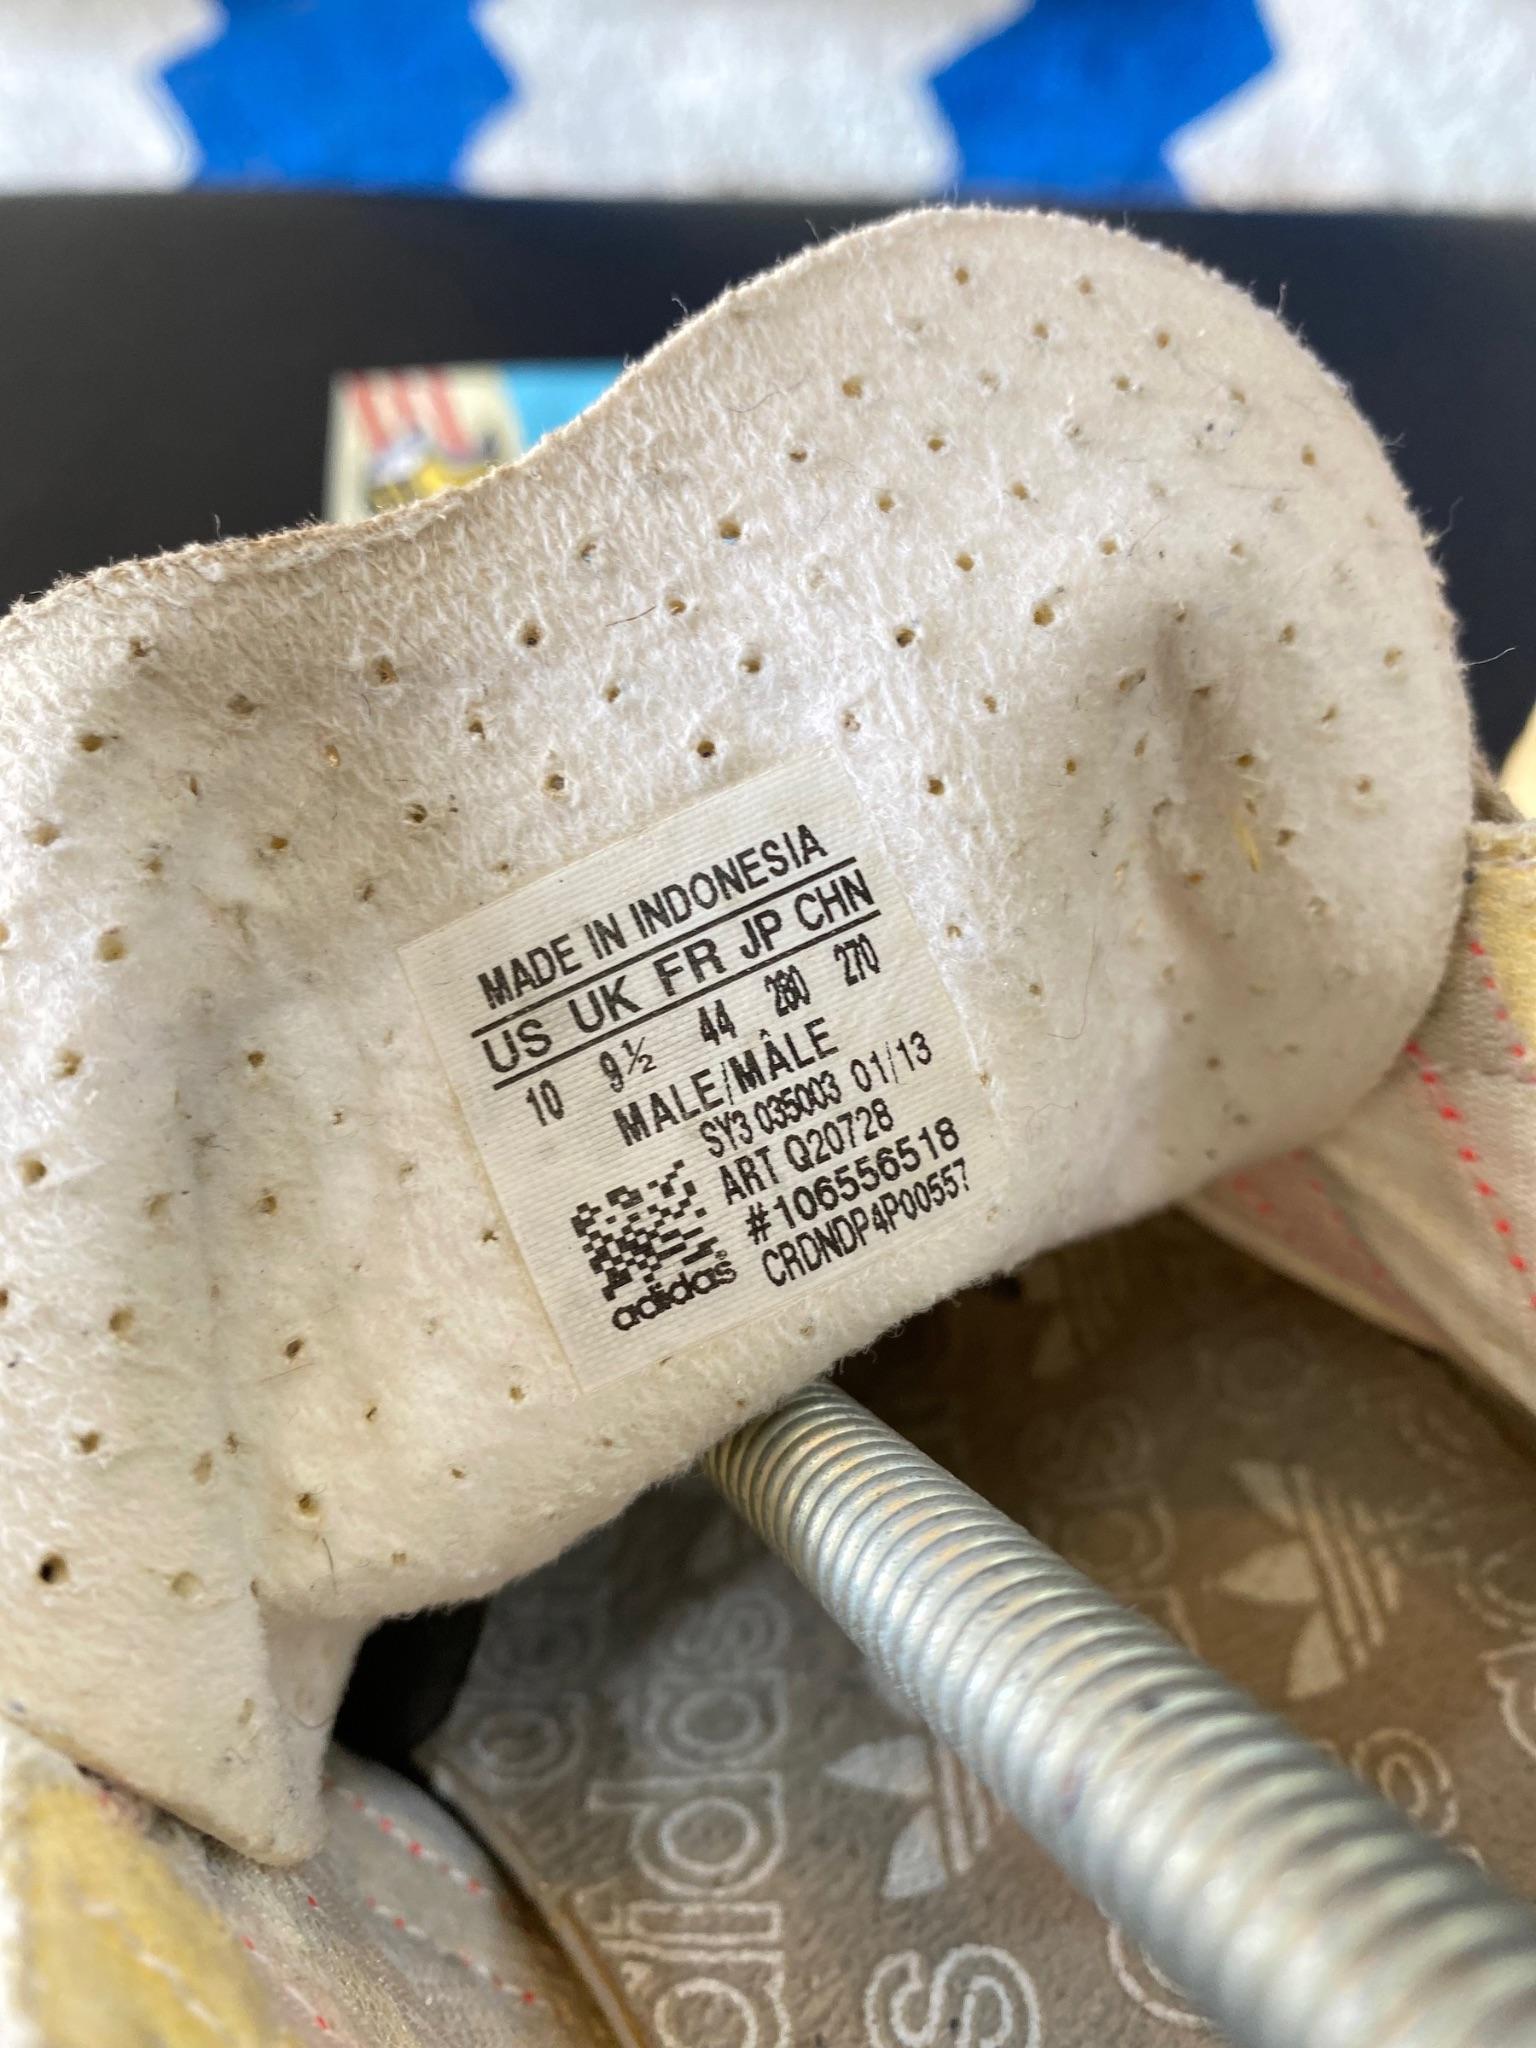 MADE IN INDONESIA
US UK FR JP CHN
10 9½ 44 280 270
MALE/MÂLE
SY3 035003 01/13
ART Q20728
#106556518
CRDNDP4P00557
adidas
adidas